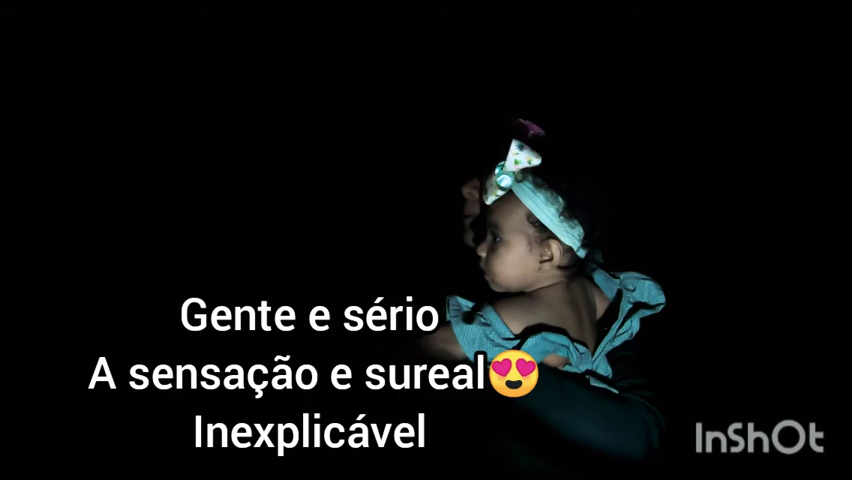 Gente e sério
A sensação e sureal😍
Inexplicável
InShOt